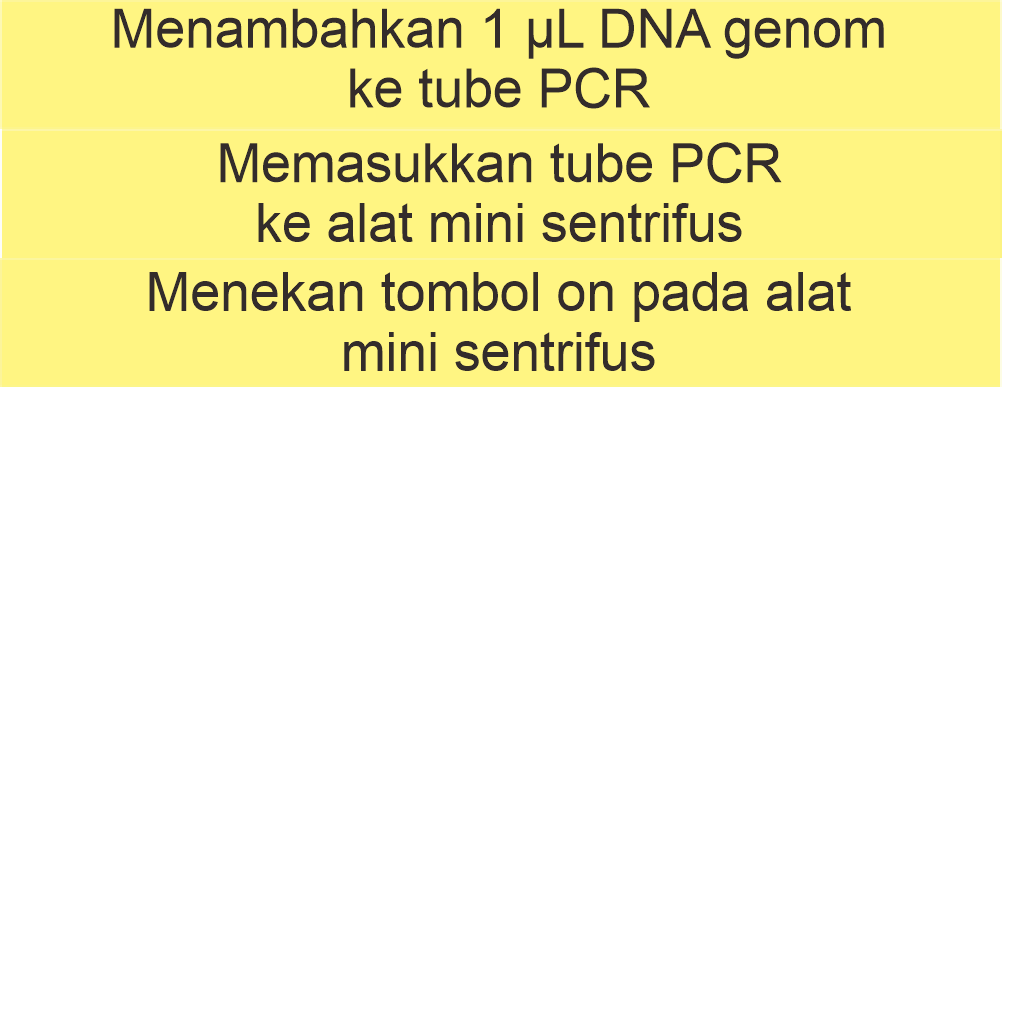 Menambahkan 1 µL DNA genom
ke tube PCR
Memasukkan tube PCR
ke alat mini sentrifus
Menekan tombol on pada alat
mini sentrifus